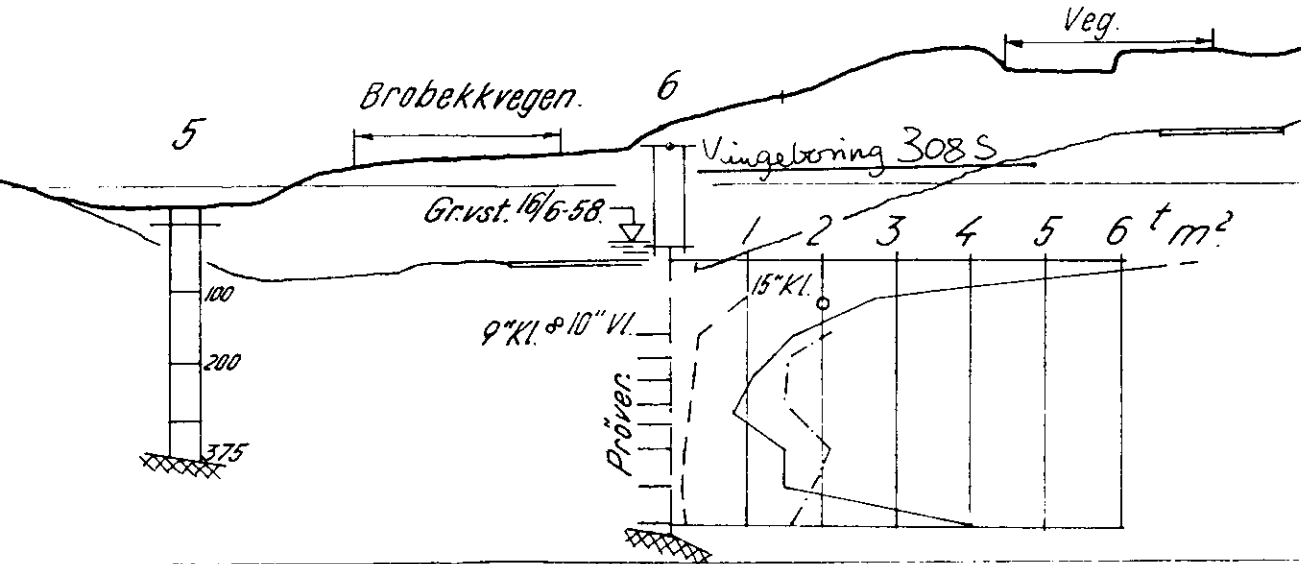 Veg.
6
Brobekkvegen.
5
Vingeboring 308 S
Gr.vst. 16/6-58.
1 2 3 4 5 6 t m²
15"Kl.
100
9"Kl. 10" Vl.
200
Prøver.
375